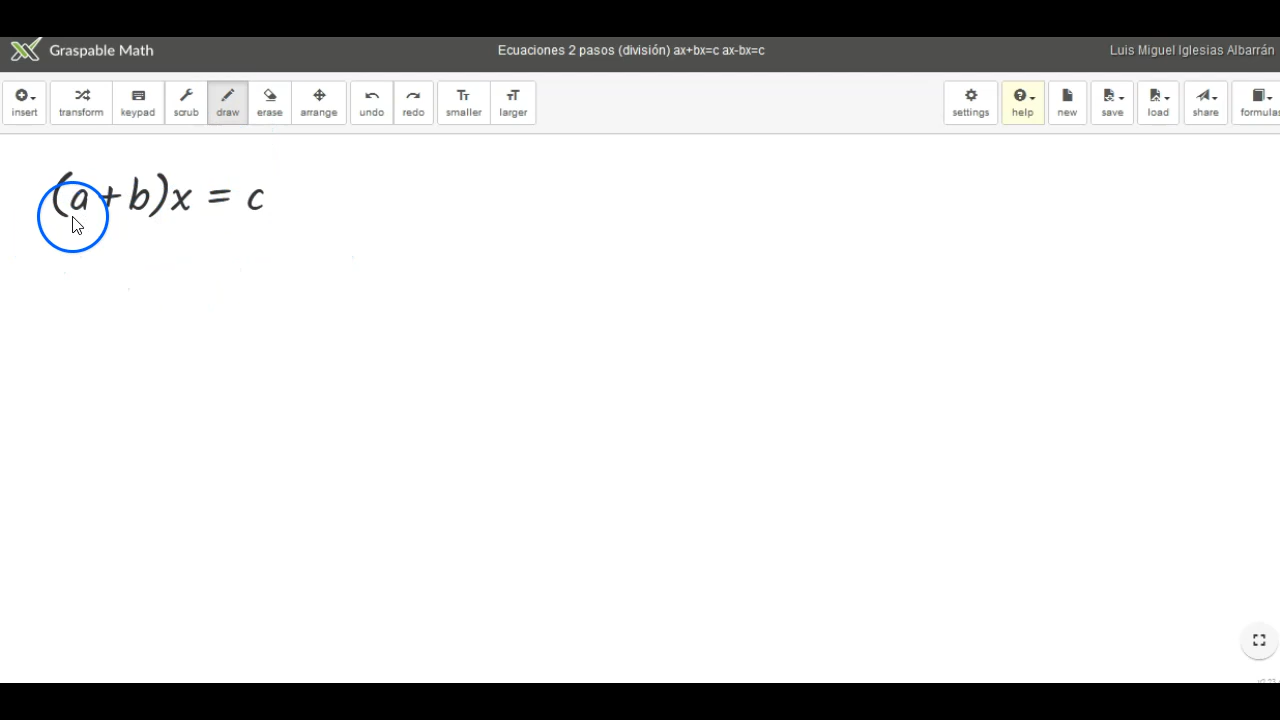 Graspable Math
Ecuaciones 2 pasos (división) ax+bx=c ax-bx=c
Luis Miguel Iglesias Albarrán
insert transform keypad scrub draw erase arrange undo redo smaller larger settings help new save load share formulas
(a+b)x = c